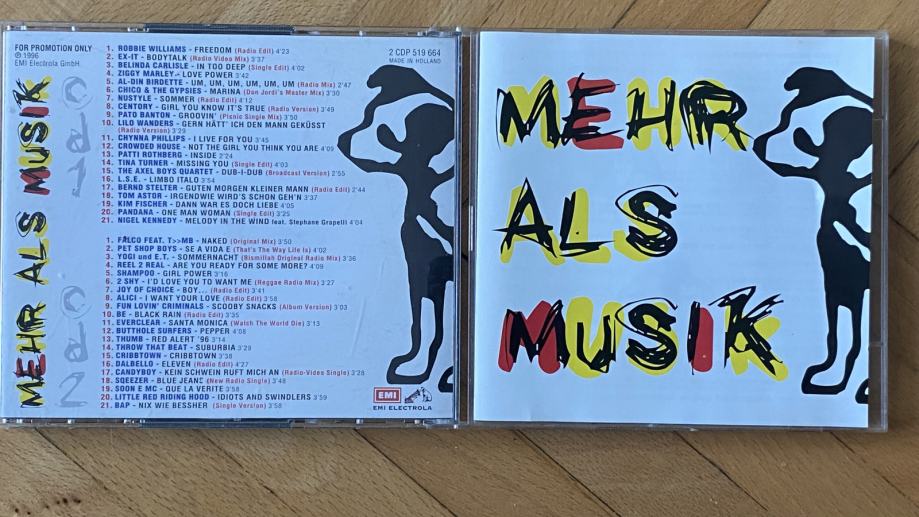 FOR PROMOTION ONLY
℗ 1996
EMI Electrola GmbH.
2 CDP 519 664
MADE IN HOLLAND
MEHR ALS MUSIK
cd 1
1. ROBBIE WILLIAMS - FREEDOM (Radio Edit) 4'23
2. EX-IT - BODYTALK (Radio Video Mix) 3'37
3. BELINDA CARLISLE - IN TOO DEEP (Single Edit) 4'02
4. ZIGGY MARLEY - LOVE POWER 3'42
5. AL-DIN BIRDETTE - UM, UM, UM, UM, UM, UM (Radio Mix) 2'47
6. CHICO & THE GYPSIES - MARINA (Don Jordi's Master Mix) 3'50
7. NUSTYLE - SOMMER (Radio Edit) 4'12
8. CENTORY - GIRL YOU KNOW IT'S TRUE (Radio Version) 3'49
9. PATO BANTON - GROOVIN' (Picnic Single Mix) 3'50
10. LILO WANDERS - GERN HÄTT' ICH DEN MANN GEKÜSST
(Radio Version) 3'29
11. CHYNNA PHILLIPS - I LIVE FOR YOU 3'45
12. CROWDED HOUSE - NOT THE GIRL YOU THINK YOU ARE 4'09
13. PATTI ROTHBERG - INSIDE 2'24
14. TINA TURNER - MISSING YOU (Single Edit) 4'03
15. THE AXEL BOYS QUARTET - DUB-I-DUB (Broadcast Version) 2'55
16. L.S.E. - LIMBO ITALO 3'54
17. BERND STELTER - GUTEN MORGEN KLEINER MANN (Radio Edit) 2'44
18. TOM ASTOR - IRGENDWIE WIRD'S SCHON GEH'N 3'37
19. KIM FISCHER - DANN WAR ES DOCH LIEBE 4'05
20. PANDANA - ONE MAN WOMAN (Single Edit) 3'25
21. NIGEL KENNEDY - MELODY IN THE WIND feat. Stephane Grapelli 4'04
cd 2
1. FALCO FEAT. T>>MB - NAKED (Original Mix) 3'50
2. PET SHOP BOYS - SE A VIDA E (That's The Way Life Is) 4'02
3. YOGI und E.T. - SOMMERNACHT (Bismillah Original Radio Mix) 3'36
4. REEL 2 REAL - ARE YOU READY FOR SOME MORE? 4'09
5. SHAMPOO - GIRL POWER 3'16
6. 2 SHY - I'D LOVE YOU TO WANT ME (Reggae Radio Mix) 3'27
7. JOY OF CHOICE - BOY... (Radio Edit) 3'41
8. ALICI - I WANT YOUR LOVE (Radio Edit) 3'58
9. FUN LOVIN' CRIMINALS - SCOOBY SNACKS (Album Version) 3'03
10. BE - BLACK RAIN (Radio Edit) 3'35
11. EVERCLEAR - SANTA MONICA (Watch The World Die) 3'13
12. BUTTHOLE SURFERS - PEPPER 4'08
13. THUMB - RED ALERT '96 3'14
14. THROW THAT BEAT - SUBURBIA 3'29
15. CRIBBTOWN - CRIBBTOWN 3'38
16. DALBELLO - ELEVEN (Radio Edit) 4'27
17. CANDYBOY - KEIN SCHWEIN RUFT MICH AN (Radio-Video Single) 3'28
18. SQEEZER - BLUE JEANZ (New Radio Single) 3'48
19. SOON E MC - QUE LA VERITE 3'58
20. LITTLE RED RIDING HOOD - IDIOTS AND SWINDLERS 3'59
21. BAP - NIX WIE BESSHER (Single Version) 3'58
EMI
EMI ELECTROLA
MEHR
ALS
MUSIK